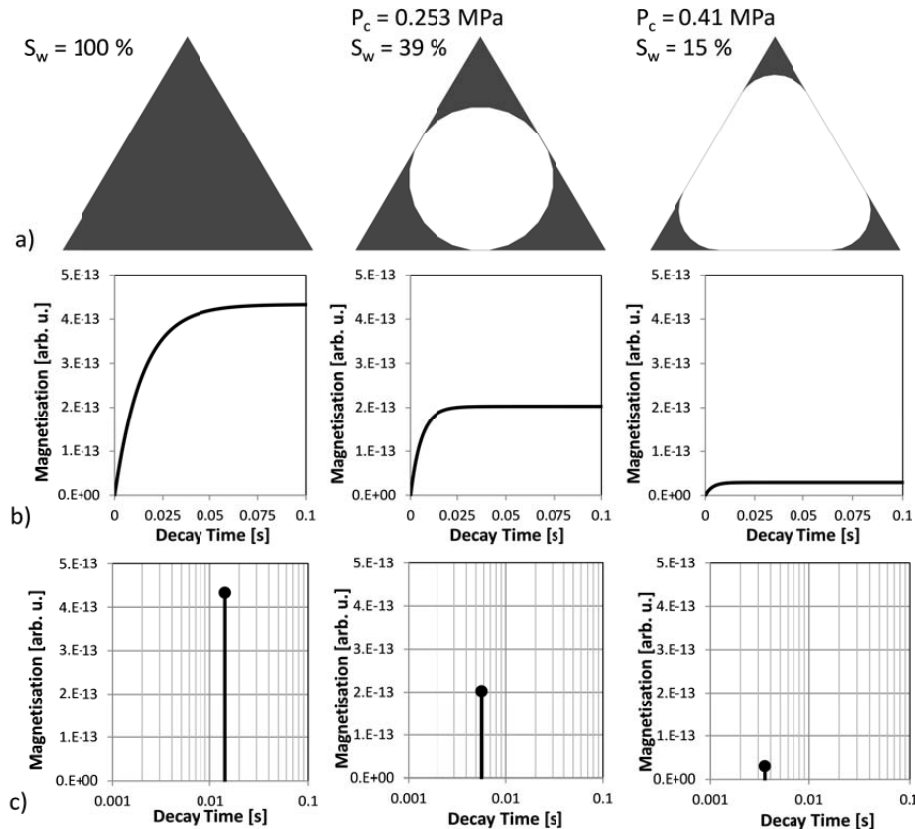 S_w = 100 %
P_c = 0.253 MPa
S_w = 39 %
P_c = 0.41 MPa
S_w = 15 %
a)
5.E-13
4.E-13
3.E-13
2.E-13
1.E-13
0.E+00
Magnetisation [arb. u.]
0 0.025 0.05 0.075 0.1
Decay Time [s]
5.E-13
4.E-13
3.E-13
2.E-13
1.E-13
0.E+00
Magnetisation [arb. u.]
0 0.025 0.05 0.075 0.1
Decay Time [s]
5.E-13
4.E-13
3.E-13
2.E-13
1.E-13
0.E+00
Magnetisation [arb. u.]
0 0.025 0.05 0.075 0.1
Decay Time [s]
b)
5.E-13
4.E-13
3.E-13
2.E-13
1.E-13
0.E+00
Magnetisation [arb. u.]
0.001 0.01 0.1
Decay Time [s]
5.E-13
4.E-13
3.E-13
2.E-13
1.E-13
0.E+00
Magnetisation [arb. u.]
0.001 0.01 0.1
Decay Time [s]
5.E-13
4.E-13
3.E-13
2.E-13
1.E-13
0.E+00
Magnetisation [arb. u.]
0.001 0.01 0.1
Decay Time [s]
c)